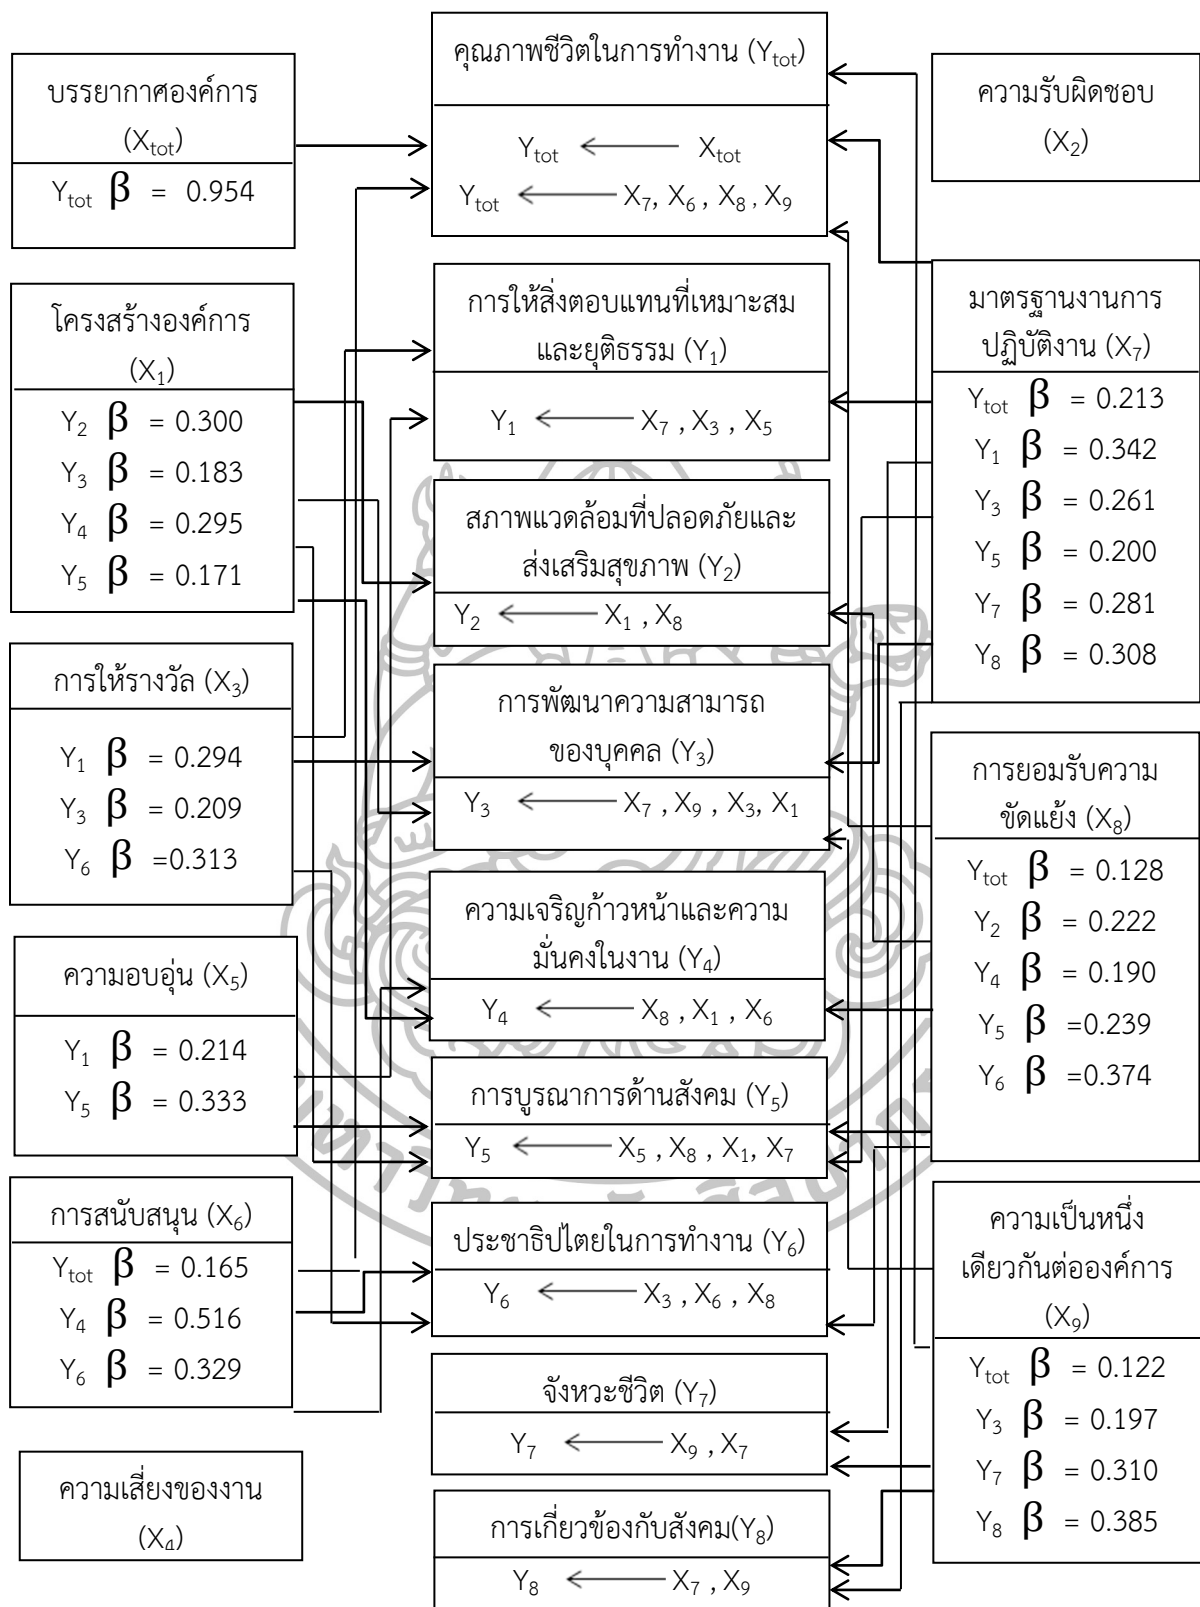 บรรยากาศองค์การ
(Xtot)
Ytot β = 0.954
โครงสร้างองค์การ
(X1)
Y2 β = 0.300
Y3 β = 0.183
Y4 β = 0.295
Y5 β = 0.171
การให้รางวัล (X3)
Y1 β = 0.294
Y3 β = 0.209
Y6 β =0.313
ความอบอุ่น (X5)
Y1 β = 0.214
Y5 β = 0.333
การสนับสนุน (X6)
Ytot β = 0.165
Y4 β = 0.516
Y6 β = 0.329
ความเสี่ยงของงาน
(X4)
คุณภาพชีวิตในการทำงาน (Ytot)
Ytot ← Xtot
Ytot ← X7, X6 , X8 , X9
การให้สิ่งตอบแทนที่เหมาะสม
และยุติธรรม (Y1)
Y1 ← X7 , X3 , X5
สภาพแวดล้อมที่ปลอดภัยและ
ส่งเสริมสุขภาพ (Y2)
Y2 ← X1 , X8
การพัฒนาความสามารถ
ของบุคคล (Y3)
Y3 ← X7 , X9 , X3, X1
ความเจริญก้าวหน้าและความ
มั่นคงในงาน (Y4)
Y4 ← X8 , X1 , X6
การบูรณาการด้านสังคม (Y5)
Y5 ← X5 , X8 , X1, X7
ประชาธิปไตยในการทำงาน (Y6)
Y6 ← X3 , X6 , X8
จังหวะชีวิต (Y7)
Y7 ← X9 , X7
การเกี่ยวข้องกับสังคม(Y8)
Y8 ← X7 , X9
ความรับผิดชอบ
(X2)
มาตรฐานงานการ
ปฏิบัติงาน (X7)
Ytot β = 0.213
Y1 β = 0.342
Y3 β = 0.261
Y5 β = 0.200
Y7 β = 0.281
Y8 β = 0.308
การยอมรับความ
ขัดแย้ง (X8)
Ytot β = 0.128
Y2 β = 0.222
Y4 β = 0.190
Y5 β =0.239
Y6 β =0.374
ความเป็นหนึ่ง
เดียวกันต่อองค์การ
(X9)
Ytot β = 0.122
Y3 β = 0.197
Y7 β = 0.310
Y8 β = 0.385